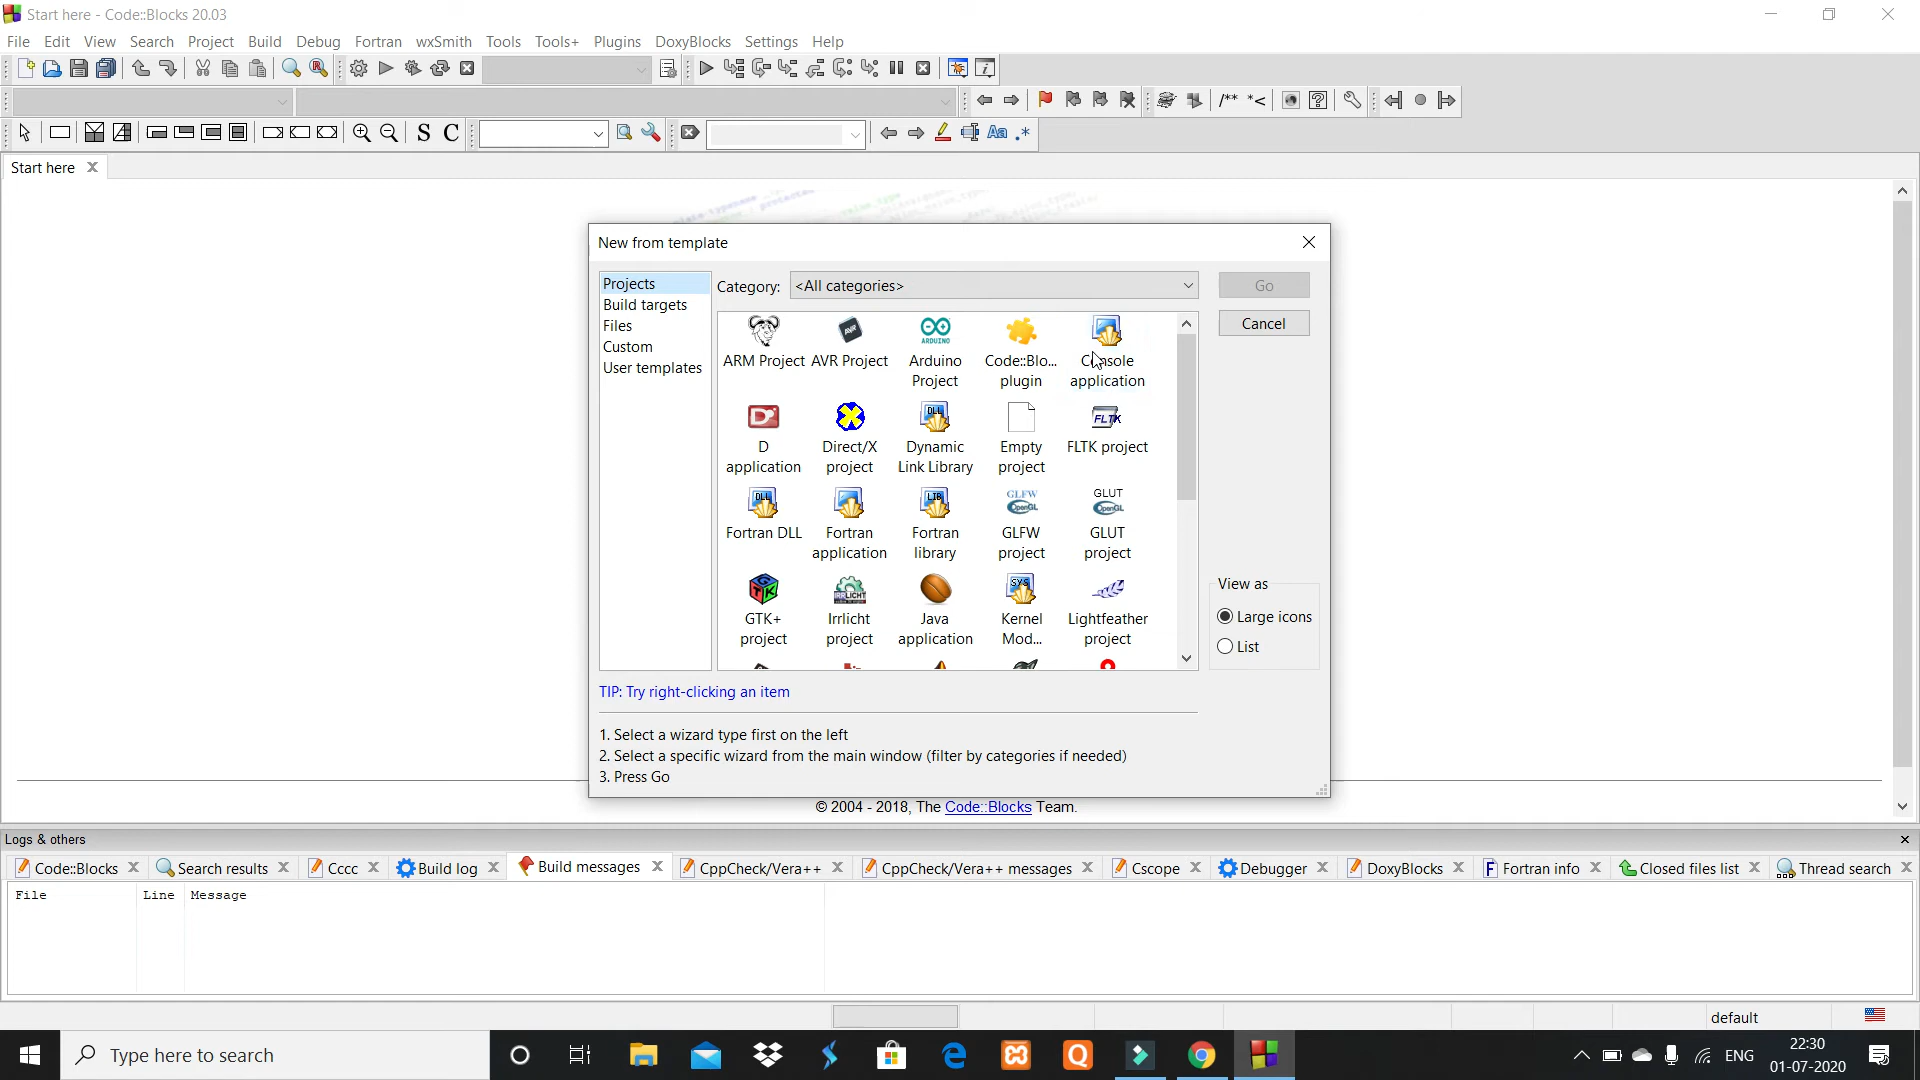 Start here - Code::Blocks 20.03
File Edit View Search Project Build Debug Fortran wxSmith Tools Tools+ Plugins DoxyBlocks Settings Help
/** *<
S C Aa .*
Start here
New from template
Projects
Build targets
Files
Custom
User templates
Category: <All categories>
Go
Cancel
ARM Project AVR Project Arduino Project Code::Blo... plugin Console application
D application Direct/X project Dynamic Link Library Empty project FLTK project
Fortran DLL Fortran application Fortran library GLFW project GLUT project
GTK+ project Irrlicht project Java application Kernel Mod... Lightfeather project
View as
Large icons
List
TIP: Try right-clicking an item
1. Select a wizard type first on the left
2. Select a specific wizard from the main window (filter by categories if needed)
3. Press Go
© 2004 - 2018, The Code::Blocks Team.
Logs & others
Code::Blocks Search results Cccc Build log Build messages CppCheck/Vera++ CppCheck/Vera++ messages Cscope Debugger DoxyBlocks Fortran info Closed files list Thread search
File Line Message
default
Type here to search
ENG
22:30
01-07-2020